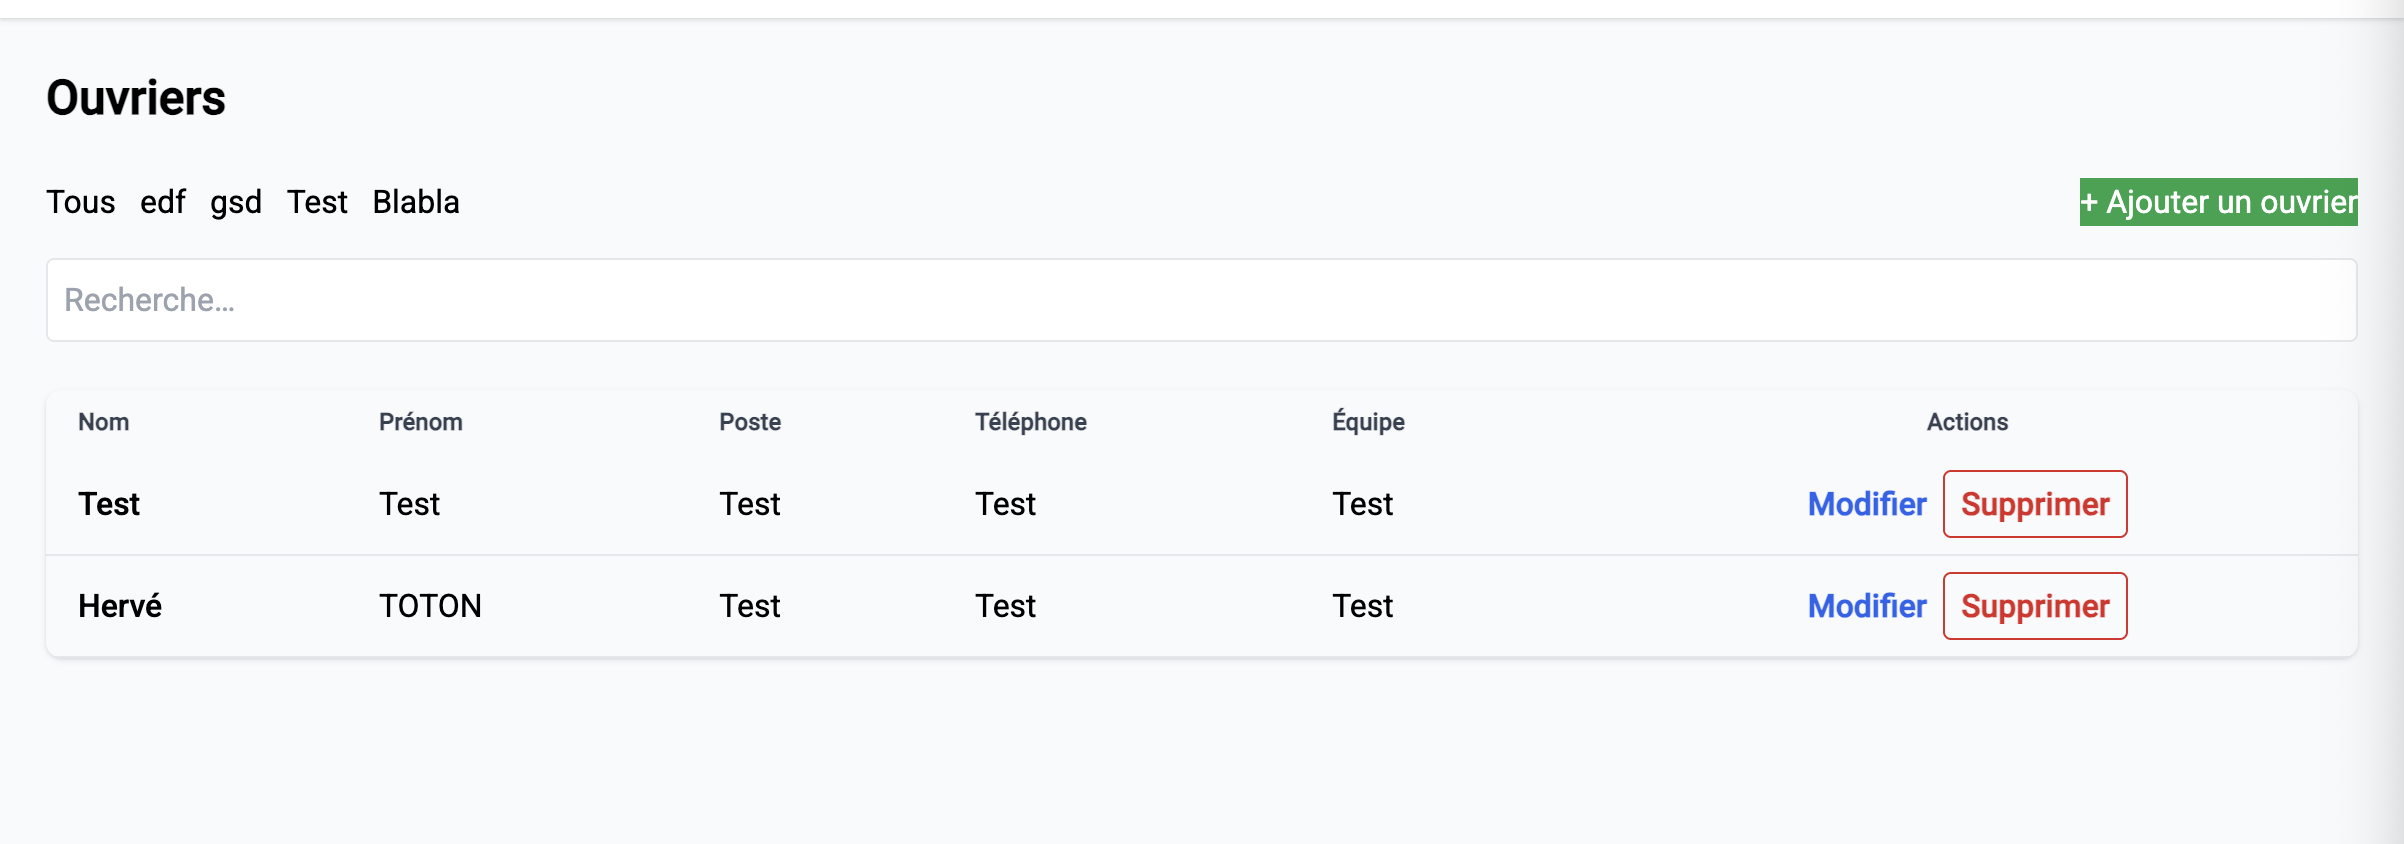 Ouvriers
Tous edf gsd Test Blabla + Ajouter un ouvrier
Recherche...
Nom Prénom Poste Téléphone Équipe Actions
Test Test Test Test Test Modifier Supprimer
Hervé TOTON Test Test Test Modifier Supprimer